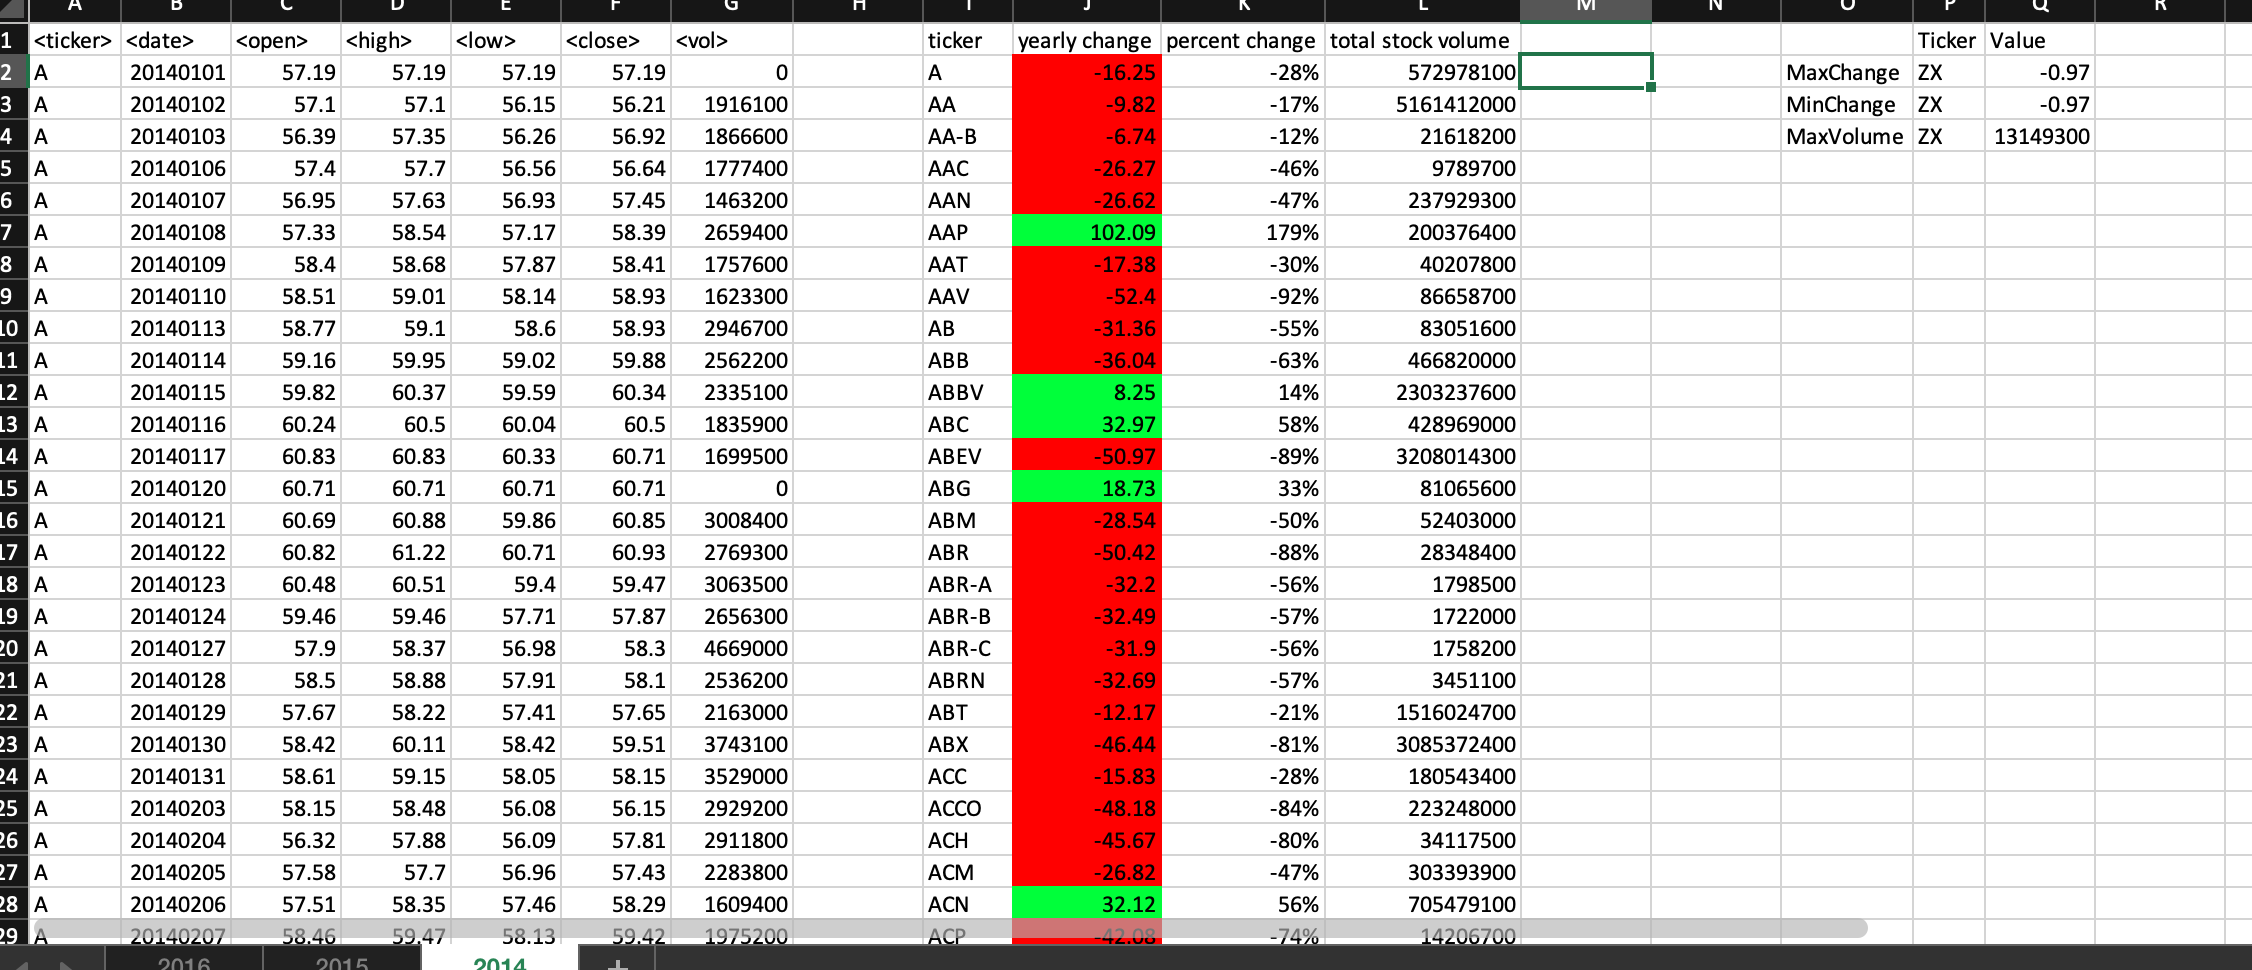 A B C D E F G H I J K L M N O P Q R
1 <ticker> <date> <open> <high> <low> <close> <vol> ticker yearly change percent change total stock volume Ticker Value
2 A 20140101 57.19 57.19 57.19 57.19 0 A -16.25 -28% 572978100 MaxChange ZX -0.97
3 A 20140102 57.1 57.1 56.15 56.21 1916100 AA -9.82 -17% 5161412000 MinChange ZX -0.97
4 A 20140103 56.39 57.35 56.26 56.92 1866600 AA-B -6.74 -12% 21618200 MaxVolume ZX 13149300
5 A 20140106 57.4 57.7 56.56 56.64 1777400 AAC -26.27 -46% 9789700
6 A 20140107 56.95 57.63 56.93 57.45 1463200 AAN -26.62 -47% 237929300
7 A 20140108 57.33 58.54 57.17 58.39 2659400 AAP 102.09 179% 200376400
8 A 20140109 58.4 58.68 57.87 58.41 1757600 AAT -17.38 -30% 40207800
9 A 20140110 58.51 59.01 58.14 58.93 1623300 AAV -52.4 -92% 86658700
10 A 20140113 58.77 59.1 58.6 58.93 2946700 AB -31.36 -55% 83051600
11 A 20140114 59.16 59.95 59.02 59.88 2562200 ABB -36.04 -63% 466820000
12 A 20140115 59.82 60.37 59.59 60.34 2335100 ABBV 8.25 14% 2303237600
13 A 20140116 60.24 60.5 60.04 60.5 1835900 ABC 32.97 58% 428969000
14 A 20140117 60.83 60.83 60.33 60.71 1699500 ABEV -50.97 -89% 3208014300
15 A 20140120 60.71 60.71 60.71 60.71 0 ABG 18.73 33% 81065600
16 A 20140121 60.69 60.88 59.86 60.85 3008400 ABM -28.54 -50% 52403000
17 A 20140122 60.82 61.22 60.71 60.93 2769300 ABR -50.42 -88% 28348400
18 A 20140123 60.48 60.51 59.4 59.47 3063500 ABR-A -32.2 -56% 1798500
19 A 20140124 59.46 59.46 57.71 57.87 2656300 ABR-B -32.49 -57% 1722000
20 A 20140127 57.9 58.37 56.98 58.3 4669000 ABR-C -31.9 -56% 1758200
21 A 20140128 58.5 58.88 57.91 58.1 2536200 ABRN -32.69 -57% 3451100
22 A 20140129 57.67 58.22 57.41 57.65 2163000 ABT -12.17 -21% 1516024700
23 A 20140130 58.42 60.11 58.42 59.51 3743100 ABX -46.44 -81% 3085372400
24 A 20140131 58.61 59.15 58.05 58.15 3529000 ACC -15.83 -28% 180543400
25 A 20140203 58.15 58.48 56.08 56.15 2929200 ACCO -48.18 -84% 223248000
26 A 20140204 56.32 57.88 56.09 57.81 2911800 ACH -45.67 -80% 34117500
27 A 20140205 57.58 57.7 56.96 57.43 2283800 ACM -26.82 -47% 303393900
28 A 20140206 57.51 58.35 57.46 58.29 1609400 ACN 32.12 56% 705479100
29 A 20140207 58.46 59.47 58.13 59.42 1975200 ACP -42.08 -74% 14206700
2016 2015 2014 +